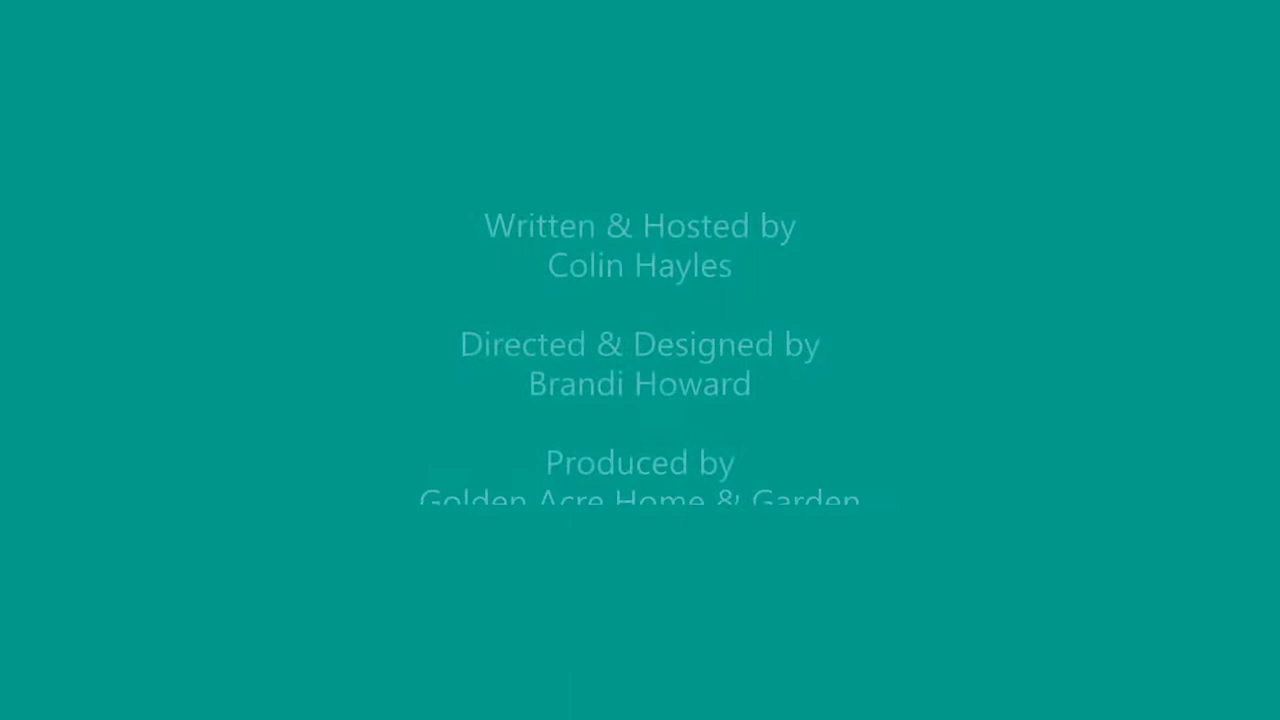 Written & Hosted by
Colin Hayles
Directed & Designed by
Brandi Howard
Produced by
Golden Acre Home & Garden